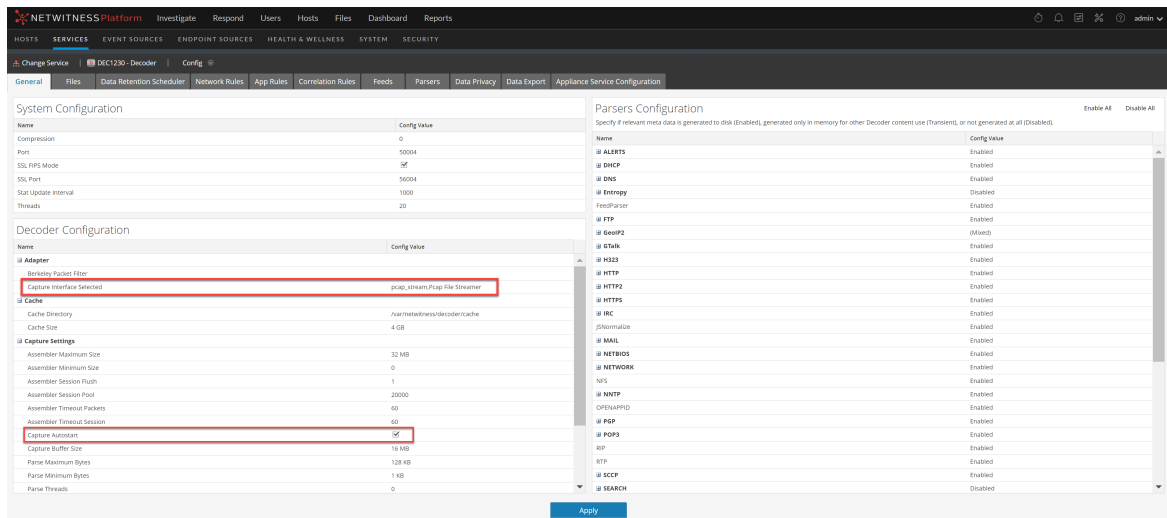 NETWITNESS Platform Investigate Respond Users Hosts Files Dashboard Reports admin
HOSTS SERVICES EVENT SOURCES ENDPOINT SOURCES HEALTH & WELLNESS SYSTEM SECURITY
Change Service | DEC1230 - Decoder | Config
General Files Data Retention Scheduler Network Rules App Rules Correlation Rules Feeds Parsers Data Privacy Data Export Appliance Service Configuration
System Configuration
Name Config Value
Compression 0
Port 50004
SSL FIPS Mode
SSL Port 56004
Stat Update Interval 1000
Threads 20
Decoder Configuration
Name Config Value
Adapter
Berkeley Packet Filter
Capture Interface Selected pcap_stream,Pcap File Streamer
Cache
Cache Directory /var/netwitness/decoder/cache
Cache Size 4 GB
Capture Settings
Assembler Maximum Size 32 MB
Assembler Minimum Size 0
Assembler Session Flush 1
Assembler Session Pool 20000
Assembler Timeout Packets 60
Assembler Timeout Session 60
Capture Autostart
Capture Buffer Size 16 MB
Parse Maximum Bytes 128 KB
Parse Minimum Bytes 1 KB
Parse Threads 0
Parsers Configuration Enable All Disable All
Specify if relevant meta data is generated to disk (Enabled), generated only in memory for other Decoder content use (Transient), or not generated at all (Disabled).
Name Config Value
ALERTS Enabled
DHCP Enabled
DNS Enabled
Entropy Disabled
FeedParser Enabled
FTP Enabled
GeoIP2 (Mixed)
GTalk Enabled
H323 Enabled
HTTP Enabled
HTTP2 Enabled
HTTPS Enabled
IRC Enabled
JSNormalize Enabled
MAIL Enabled
NETBIOS Enabled
NETWORK Enabled
NFS Enabled
NNTP Enabled
OPENAPPID Enabled
PGP Enabled
POP3 Enabled
RIP Enabled
RTP Enabled
SCCP Enabled
SEARCH Disabled
Apply